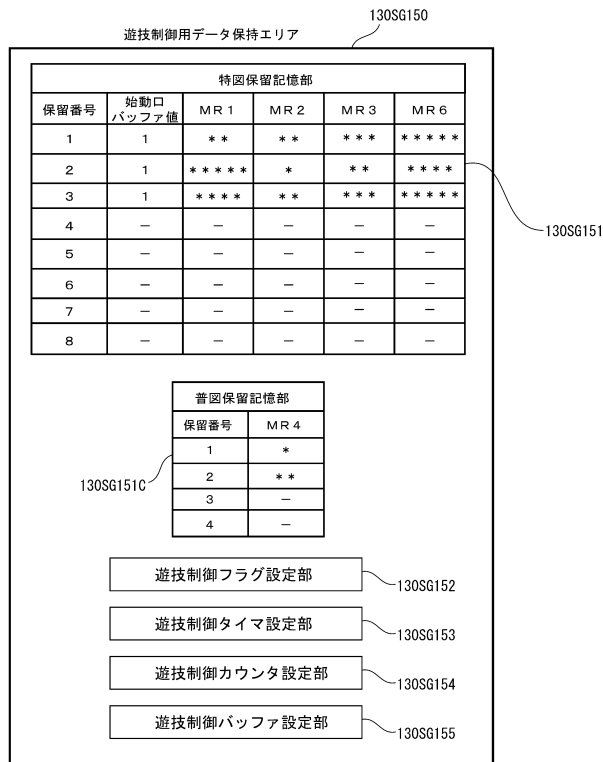 130SG150
遊技制御用データ保持エリア
特図保留記憶部
保留番号 始動口バッファ値 MR1 MR2 MR3 MR6
1 1 ** ** *** *****
2 1 ***** * ** ****
3 1 **** ** *** *****
4 － － － － －
5 － － － － －
6 － － － － －
7 － － － － －
8 － － － － －
130SG151
普図保留記憶部
保留番号 MR4
1 *
2 **
3 －
4 －
130SG151C
遊技制御フラグ設定部
130SG152
遊技制御タイマ設定部
130SG153
遊技制御カウンタ設定部
130SG154
遊技制御バッファ設定部
130SG155